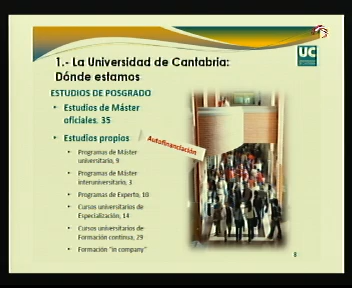 1.- La Universidad de Cantabria:
Dónde estamos
UC
ESTUDIOS DE POSGRADO
• Estudios de Máster
oficiales. 35
• Estudios propios
Autofinanciación
• Programas de Máster
universitario, 9
• Programas de Máster
interuniversitario, 3
• Programas de Experto, 10
• Cursos universitarios de
Especialización, 14
• Cursos universitarios de
Formación continua, 29
• Formación "in company"
8